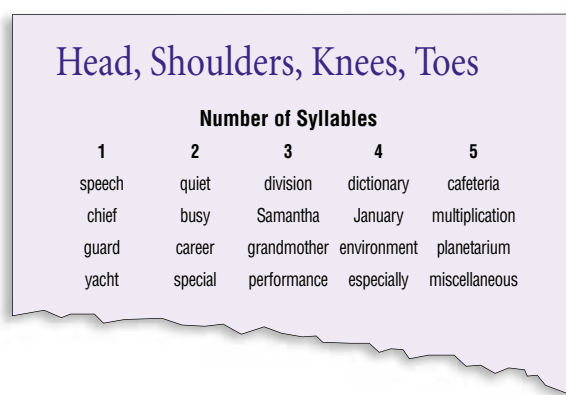 Head, Shoulders, Knees, Toes
Number of Syllables
1 2 3 4 5
speech quiet division dictionary cafeteria
chief busy Samantha January multiplication
guard career grandmother environment planetarium
yacht special performance especially miscellaneous